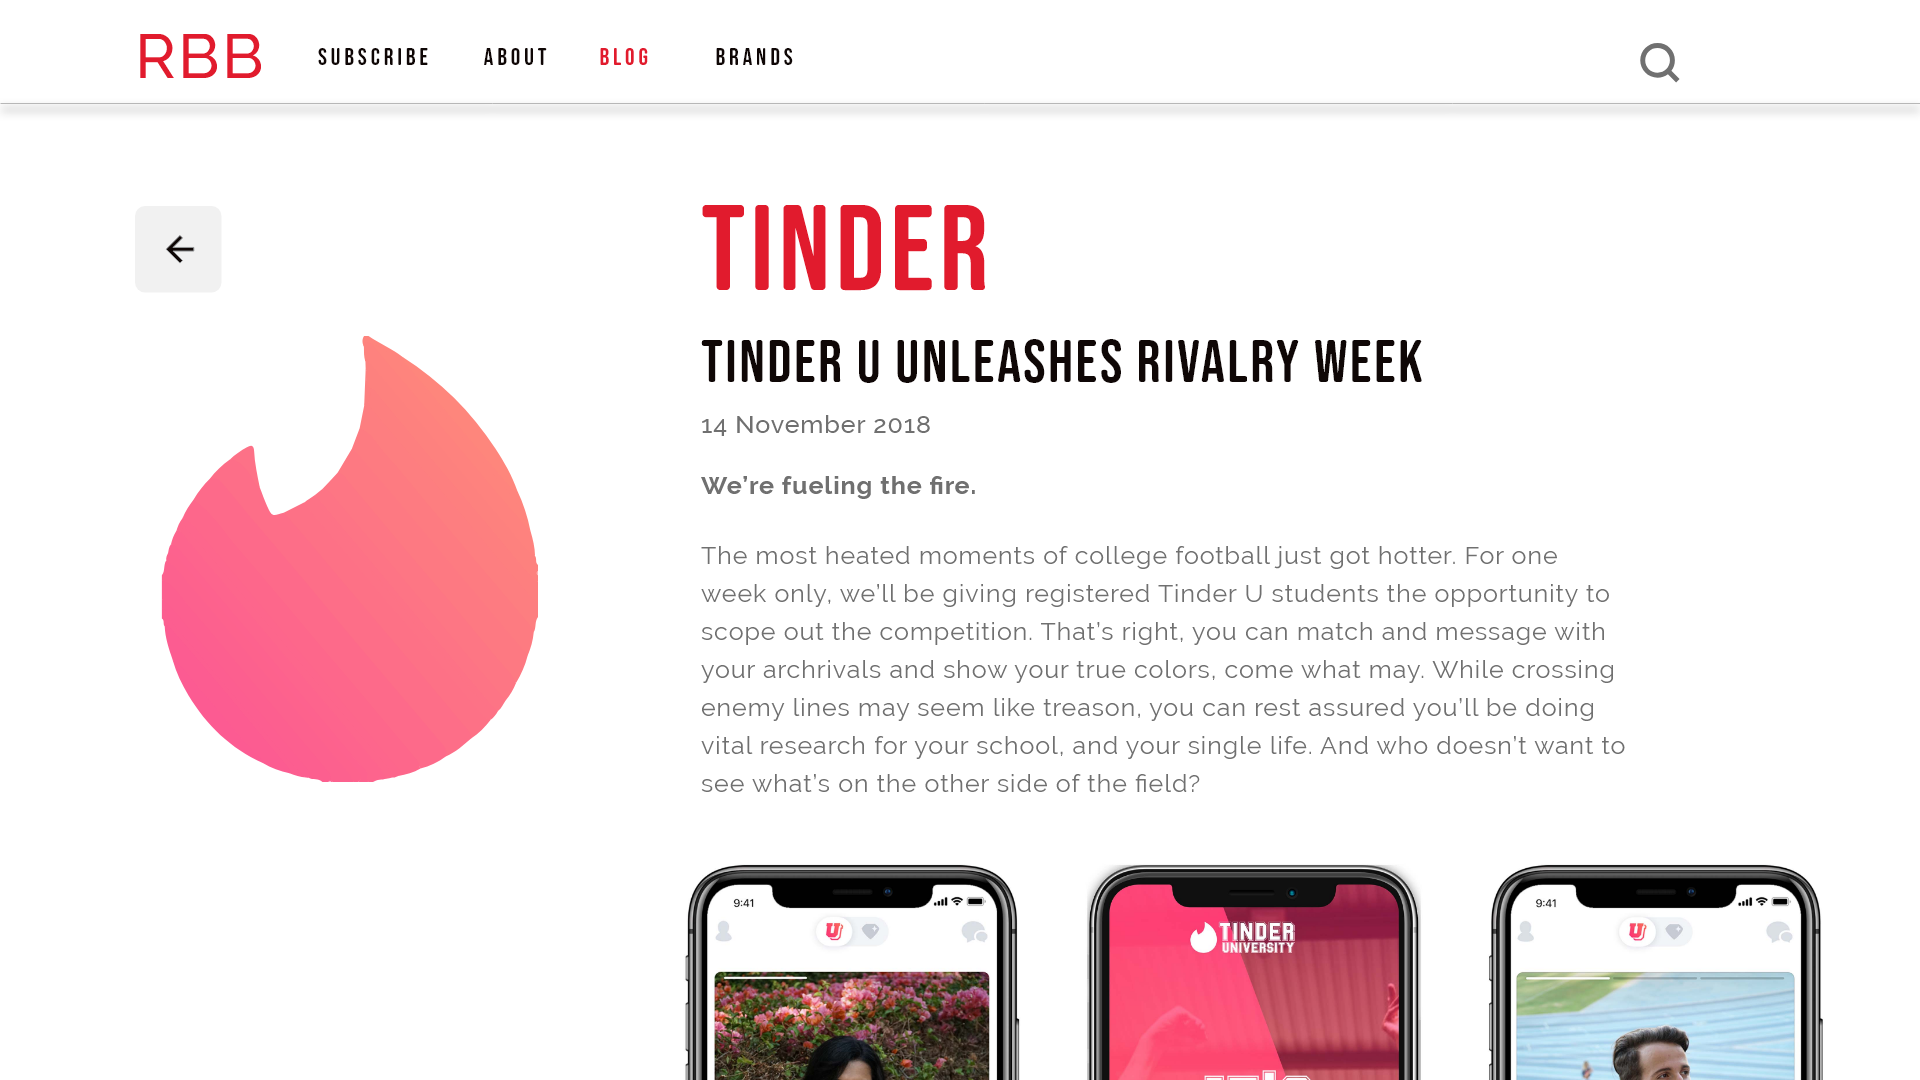 RBB SUBSCRIBE ABOUT BLOG BRANDS
TINDER
TINDER U UNLEASHES RIVALRY WEEK
14 November 2018
We’re fueling the fire.
The most heated moments of college football just got hotter. For one
week only, we’ll be giving registered Tinder U students the opportunity to
scope out the competition. That’s right, you can match and message with
your archrivals and show your true colors, come what may. While crossing
enemy lines may seem like treason, you can rest assured you’ll be doing
vital research for your school, and your single life. And who doesn’t want to
see what’s on the other side of the field?
9:41
U
TINDER
UNIVERSITY
9:41
U